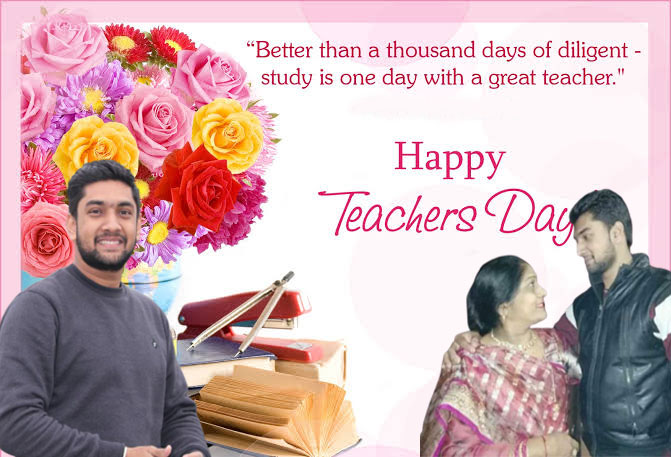 “Better than a thousand days of diligent -
study is one day with a great teacher."
Happy
Teachers Day